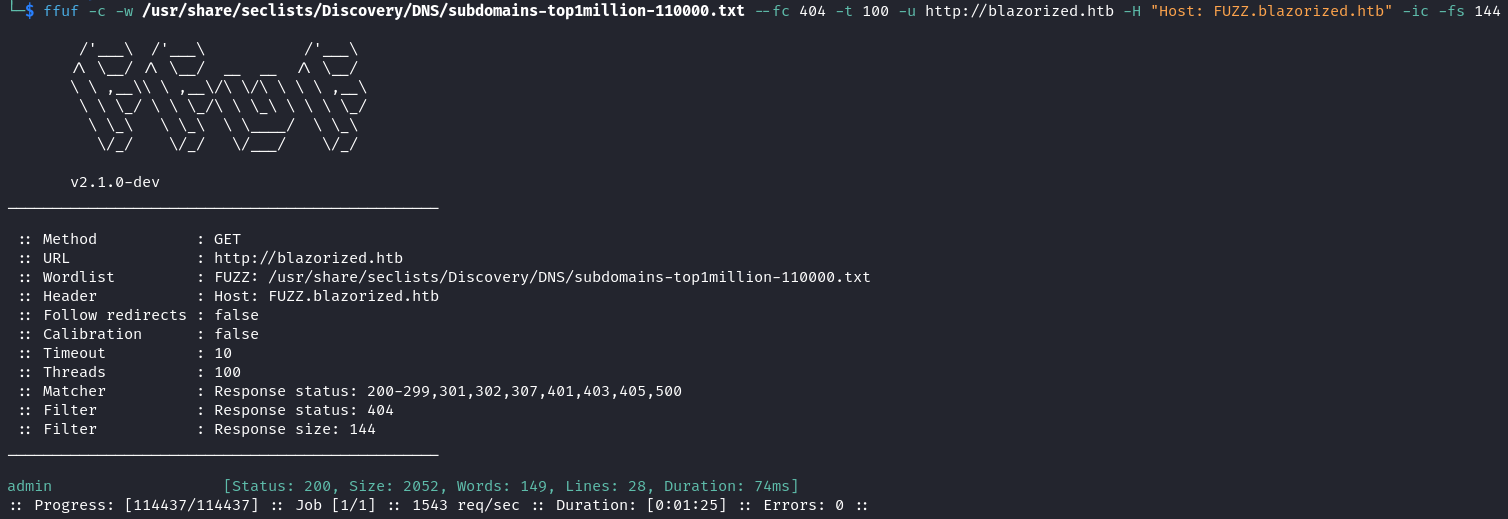 └─$ ffuf -c -w /usr/share/seclists/Discovery/DNS/subdomains-top1million-110000.txt --fc 404 -t 100 -u http://blazorized.htb -H "Host: FUZZ.blazorized.htb" -ic -fs 144
        /'___\  /'___\           /'___\
       /\ \__/ /\ \__/  __  __  /\ \__/
       \ \ ,__\\ \ ,__\/\ \/\ \ \ \ ,__\
        \ \ \_/ \ \ \_/\ \ \_\ \ \ \ \_/
         \ \_\   \ \_\  \ \____/  \ \_\
          \/_/    \/_/   \/___/    \/_/
       v2.1.0-dev
________________________________________________
 :: Method           : GET
 :: URL              : http://blazorized.htb
 :: Wordlist         : FUZZ: /usr/share/seclists/Discovery/DNS/subdomains-top1million-110000.txt
 :: Header           : Host: FUZZ.blazorized.htb
 :: Follow redirects : false
 :: Calibration      : false
 :: Timeout          : 10
 :: Threads          : 100
 :: Matcher          : Response status: 200-299,301,302,307,401,403,405,500
 :: Filter           : Response status: 404
 :: Filter           : Response size: 144
________________________________________________
admin                   [Status: 200, Size: 2052, Words: 149, Lines: 28, Duration: 74ms]
:: Progress: [114437/114437] :: Job [1/1] :: 1543 req/sec :: Duration: [0:01:25] :: Errors: 0 ::